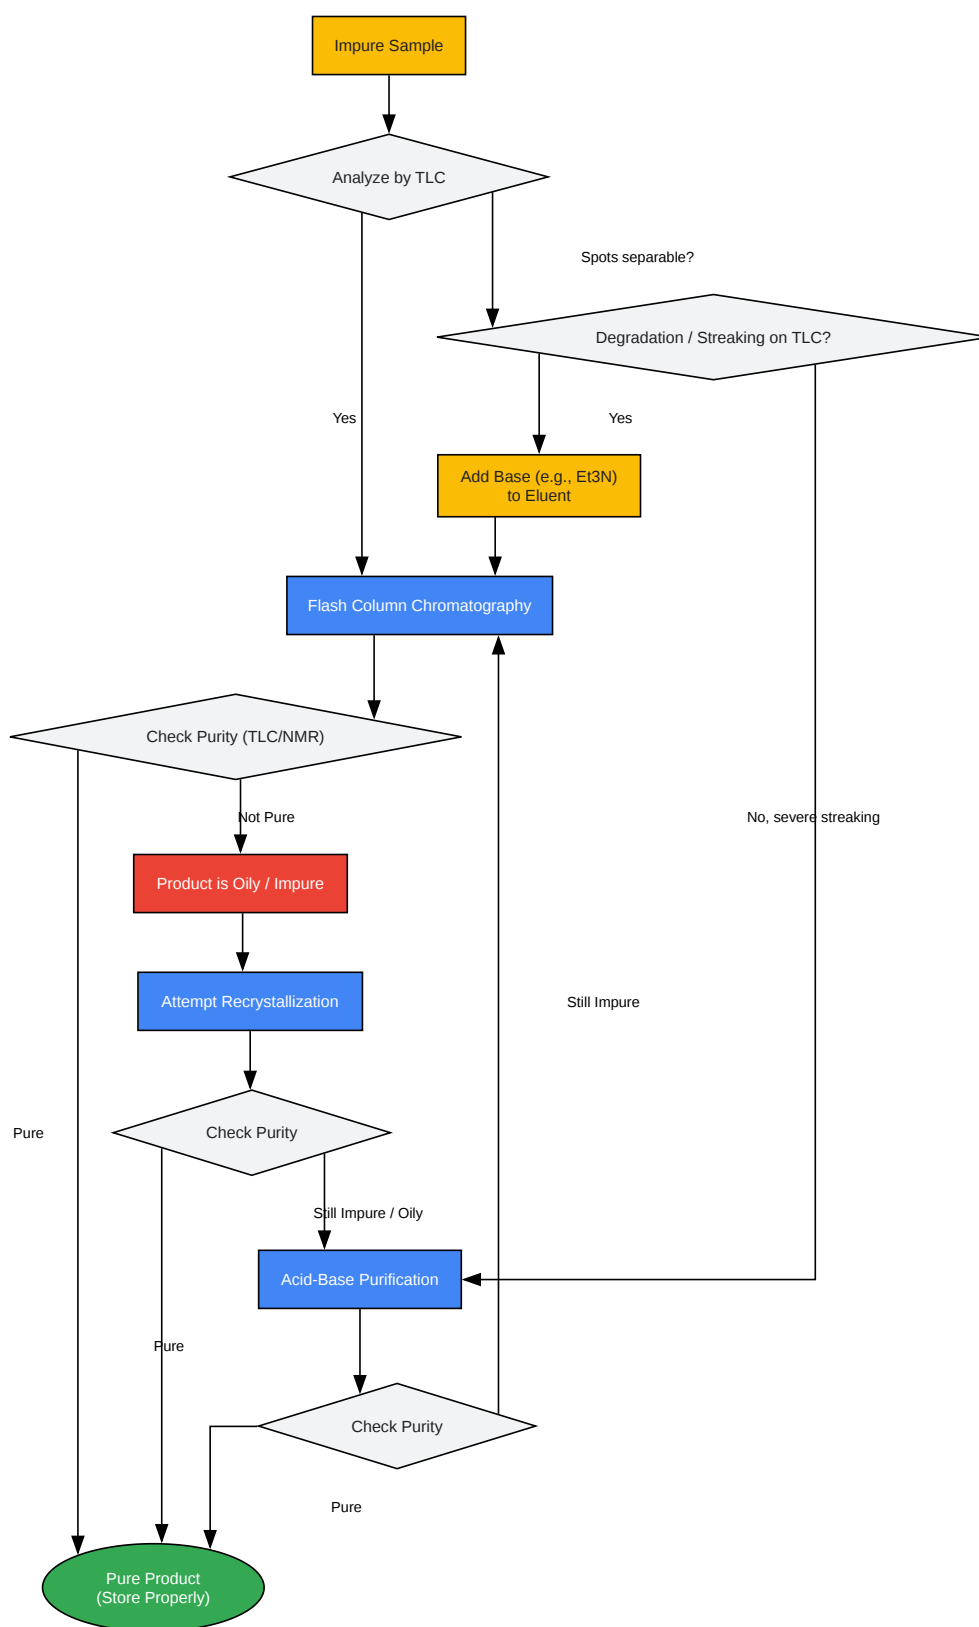 Impure Sample
Analyze by TLC
Spots separable?
Degradation / Streaking on TLC?
Yes
Yes
Add Base (e.g., Et3N)
to Eluent
Flash Column Chromatography
Check Purity (TLC/NMR)
Not Pure
No, severe streaking
Product is Oily / Impure
Attempt Recrystallization
Still Impure
Check Purity
Pure
Still Impure / Oily
Acid-Base Purification
Pure
Check Purity
Pure
Pure Product
(Store Properly)